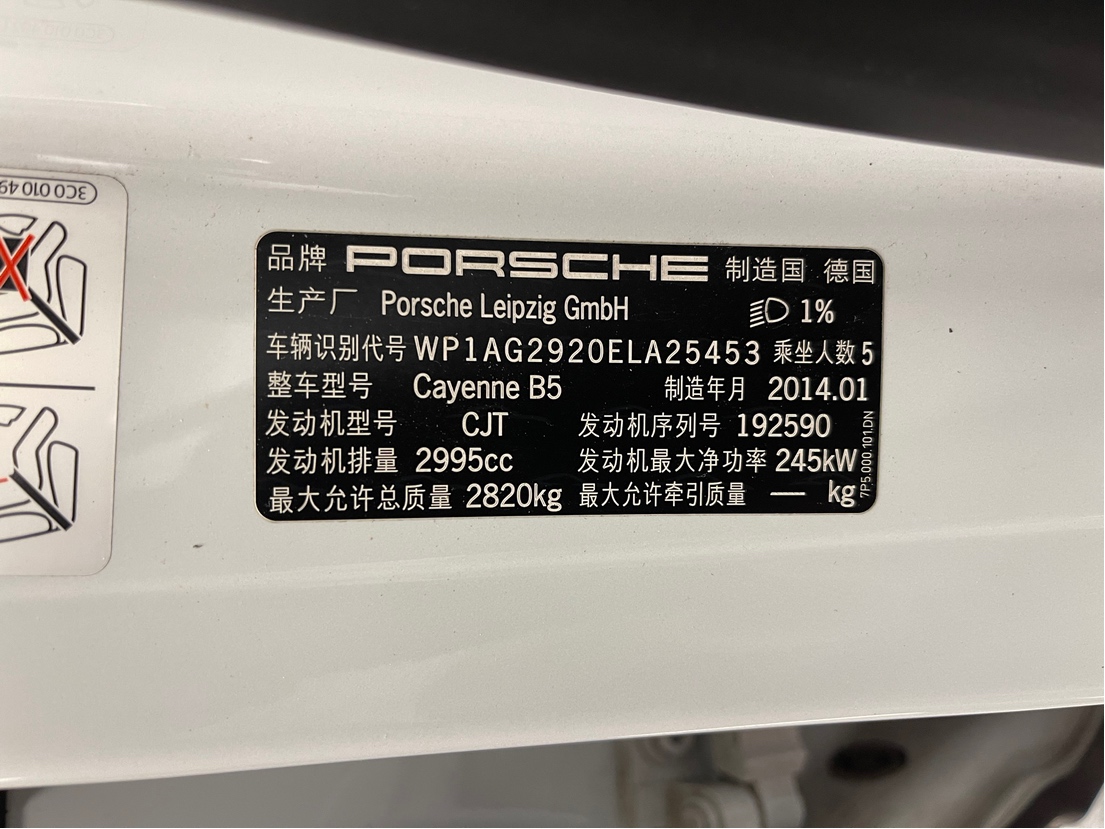 3C0 010 49
品牌 PORSCHE 制造国 德国
生产厂 Porsche Leipzig GmbH 1%
车辆识别代号 WP1AG2920ELA25453 乘坐人数 5
整车型号 Cayenne B5 制造年月 2014.01
发动机型号 CJT 发动机序列号 192590
发动机排量 2995cc 发动机最大净功率 245kW
最大允许总质量 2820kg 最大允许牵引质量 — kg
7P5.000.101.DN